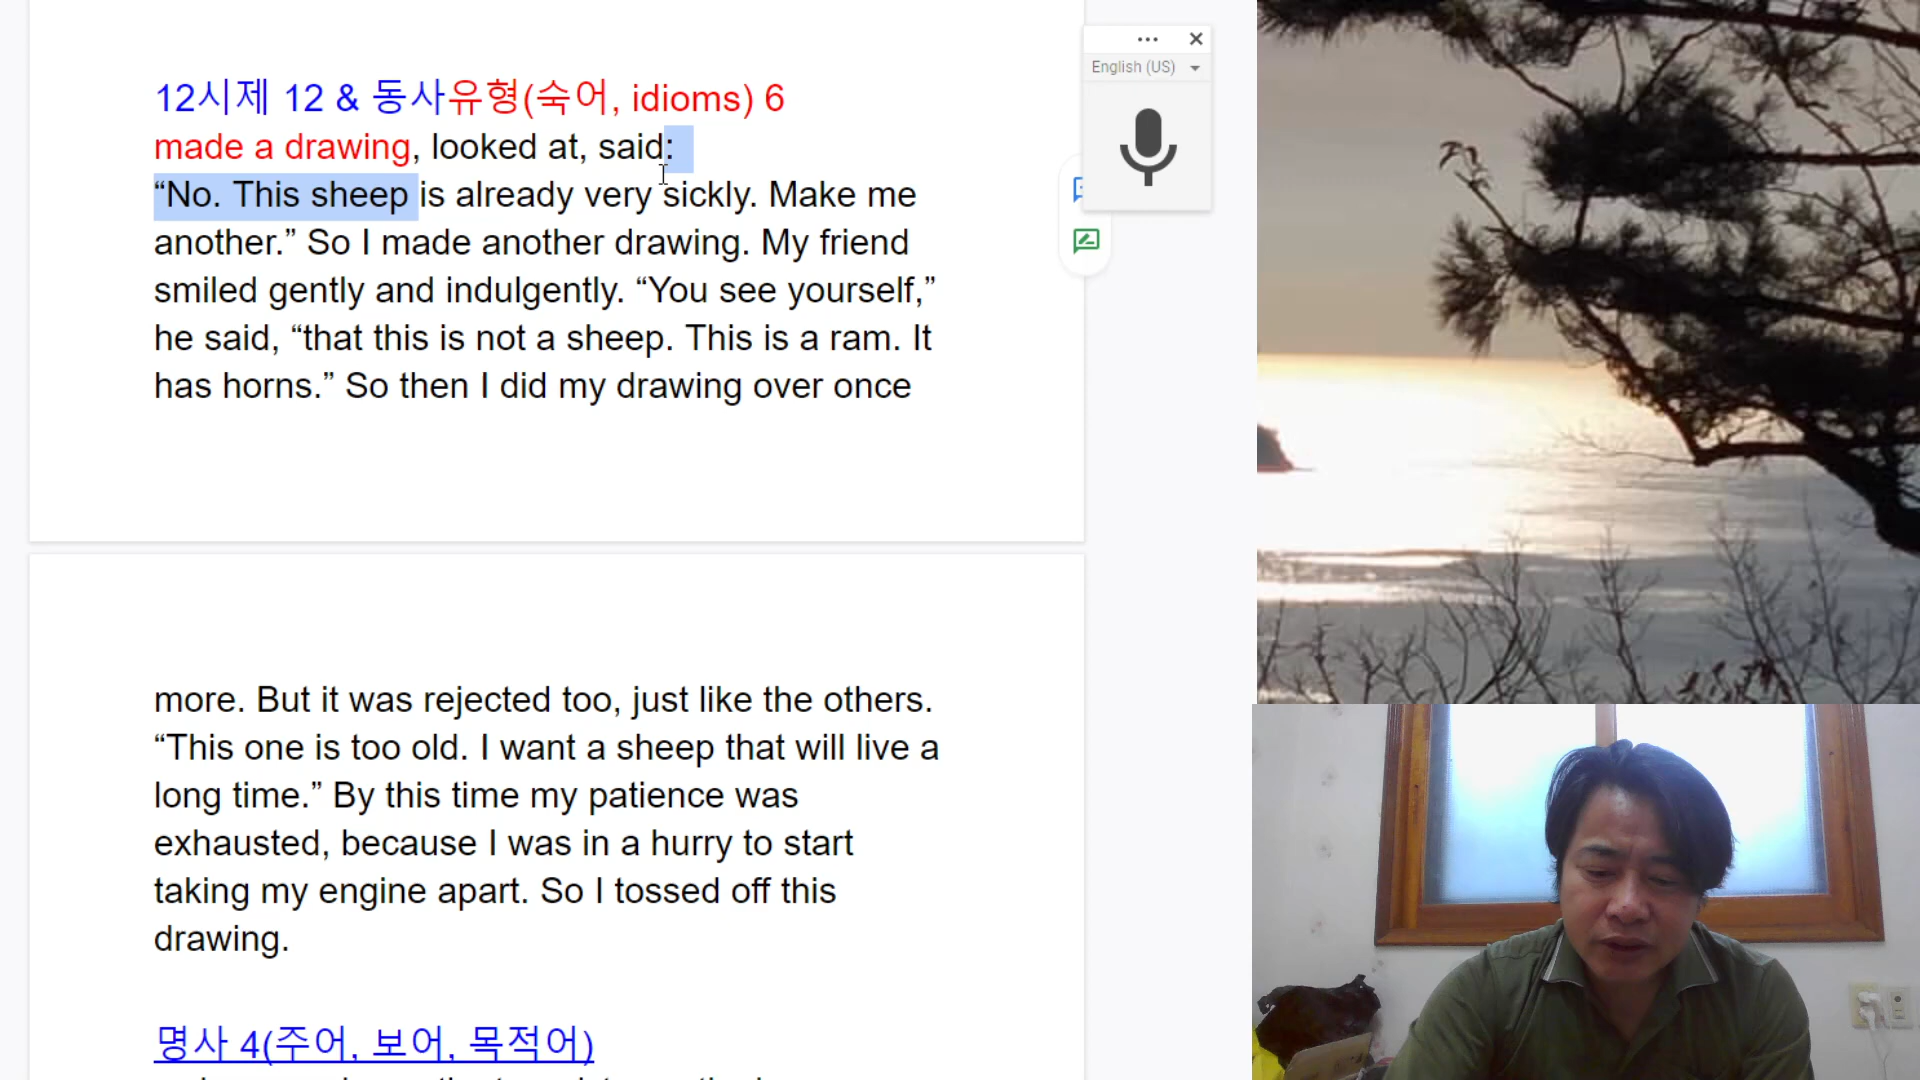 12시제 12 & 동사유형(숙어, idioms) 6
made a drawing, looked at, said:
“No. This sheep is already very sickly. Make me
another.” So I made another drawing. My friend
smiled gently and indulgently. “You see yourself,”
he said, “that this is not a sheep. This is a ram. It
has horns.” So then I did my drawing over once
more. But it was rejected too, just like the others.
“This one is too old. I want a sheep that will live a
long time.” By this time my patience was
exhausted, because I was in a hurry to start
taking my engine apart. So I tossed off this
drawing.
명사 4(주어, 보어, 목적어)
English (US)